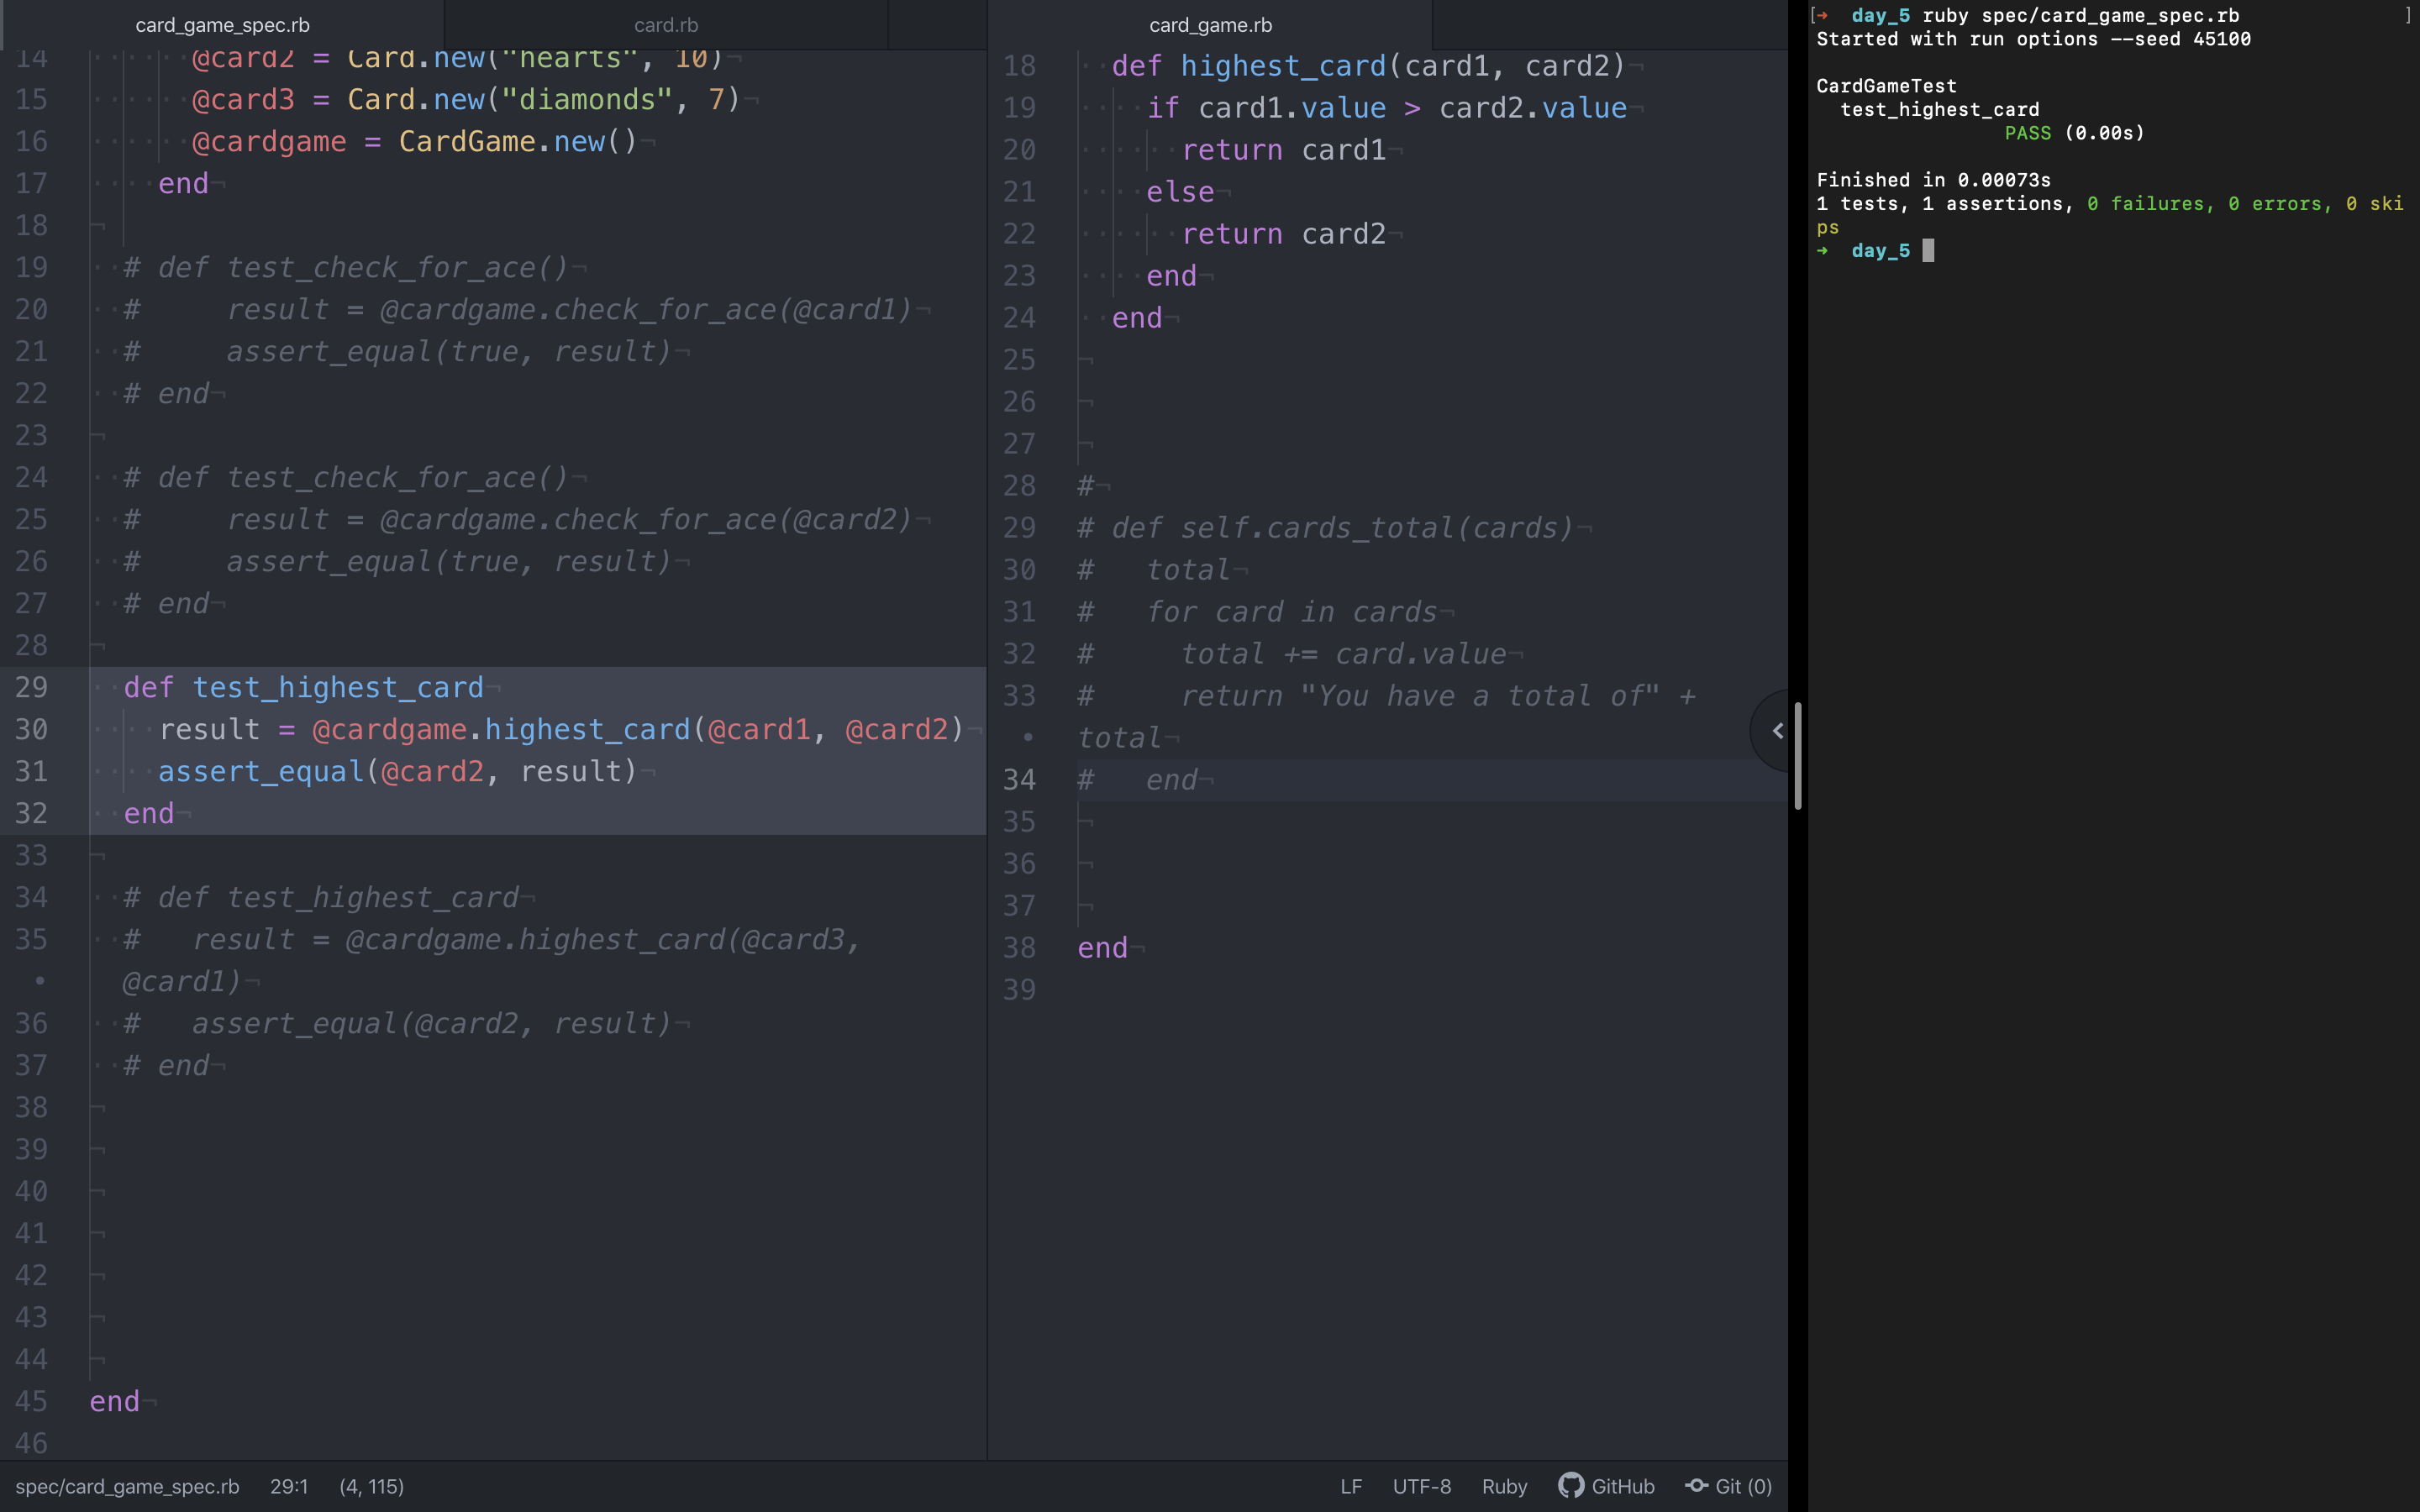 card_game_spec.rb
card.rb
14 @card2 = Card.new("hearts", 10)
15 @card3 = Card.new("diamonds", 7)
16 @cardgame = CardGame.new()
17 end
18
19 # def test_check_for_ace()
20 #     result = @cardgame.check_for_ace(@card1)
21 #     assert_equal(true, result)
22 # end
23
24 # def test_check_for_ace()
25 #     result = @cardgame.check_for_ace(@card2)
26 #     assert_equal(true, result)
27 # end
28
29 def test_highest_card
30 result = @cardgame.highest_card(@card1, @card2)
31 assert_equal(@card2, result)
32 end
33
34 # def test_highest_card
35 #   result = @cardgame.highest_card(@card3,
• @card1)
36 #   assert_equal(@card2, result)
37 # end
38
39
40
41
42
43
44
45 end
46
card_game.rb
18 def highest_card(card1, card2)
19 if card1.value > card2.value
20 return card1
21 else
22 return card2
23 end
24 end
25
26
27
28 #
29 # def self.cards_total(cards)
30 #   total
31 #   for card in cards
32 #     total += card.value
33 #     return "You have a total of" +
• total
34 #   end
35
36
37
38 end
39
spec/card_game_spec.rb 29:1 (4, 115)
LF UTF-8 Ruby GitHub Git (0)
[➜ day_5 ruby spec/card_game_spec.rb ]
Started with run options --seed 45100
CardGameTest
test_highest_card
PASS (0.00s)
Finished in 0.00073s
1 tests, 1 assertions, 0 failures, 0 errors, 0 ski
ps
➜ day_5